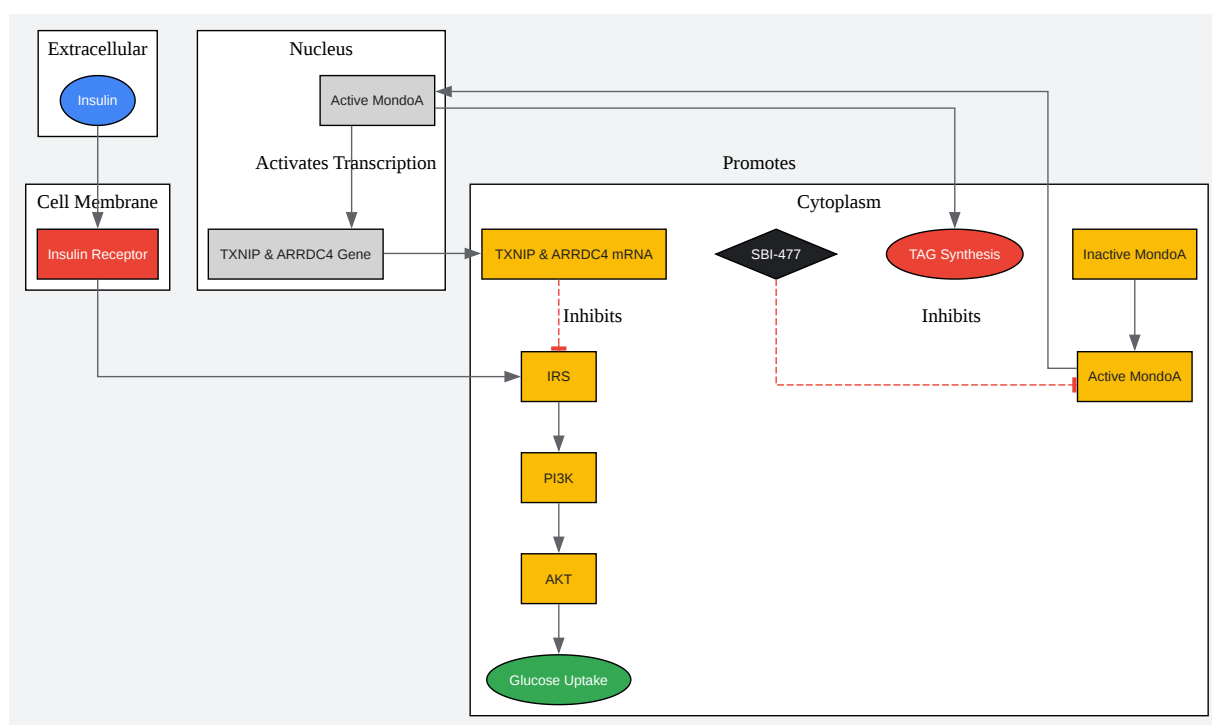 Extracellular
Insulin
Nucleus
Active MondoA
Activates Transcription
Promotes
Cell Membrane
Insulin Receptor
TXNIP & ARRDC4 Gene
Cytoplasm
TXNIP & ARRDC4 mRNA
SBI-477
TAG Synthesis
Inactive MondoA
Inhibits
Inhibits
IRS
Active MondoA
PI3K
AKT
Glucose Uptake